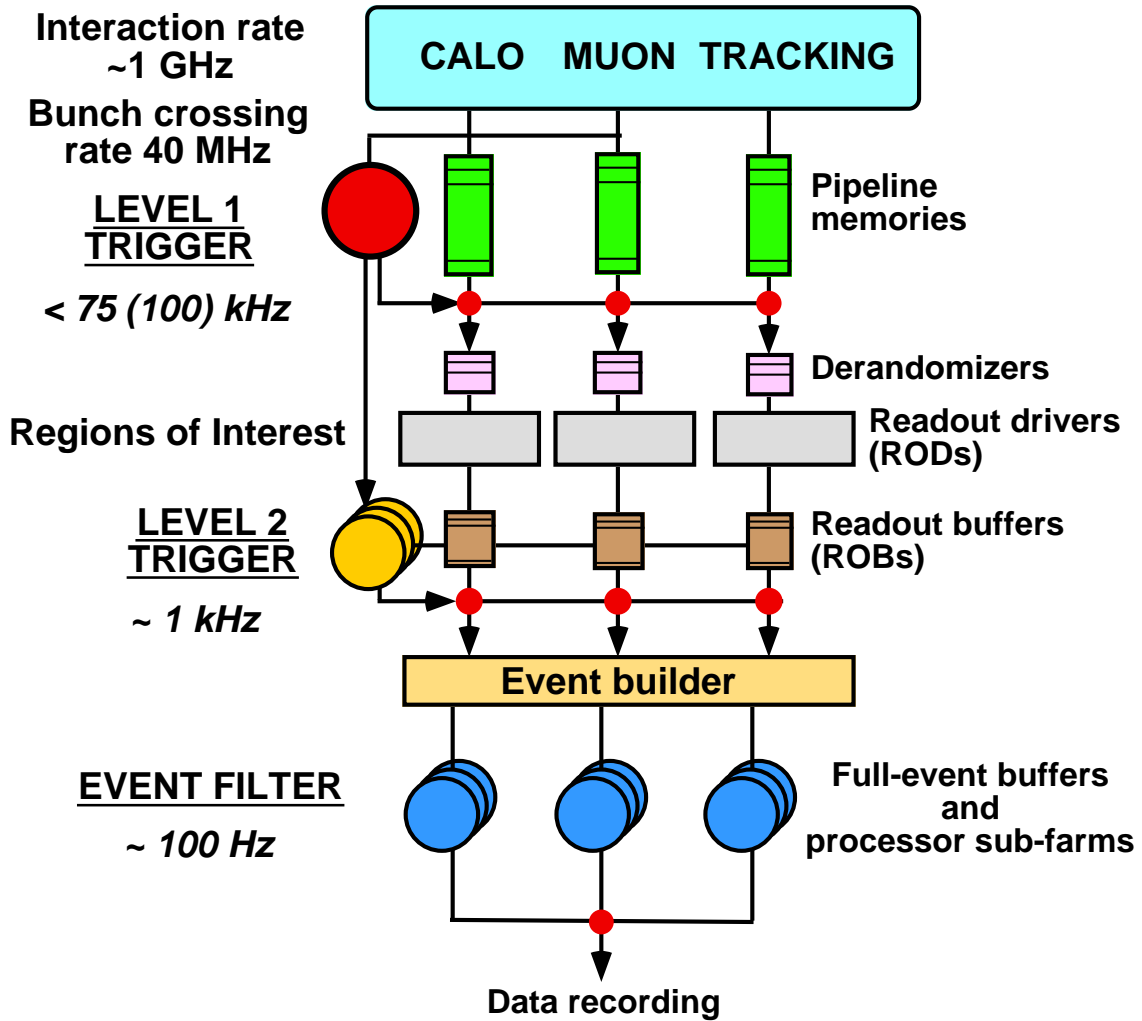 Interaction rate
~1 GHz
CALO MUON TRACKING
Bunch crossing
rate 40 MHz
LEVEL 1
TRIGGER
Pipeline
memories
< 75 (100) kHz
Derandomizers
Regions of Interest
Readout drivers
(RODs)
LEVEL 2
TRIGGER
Readout buffers
(ROBs)
~ 1 kHz
Event builder
EVENT FILTER
~ 100 Hz
Full-event buffers
and
processor sub-farms
Data recording